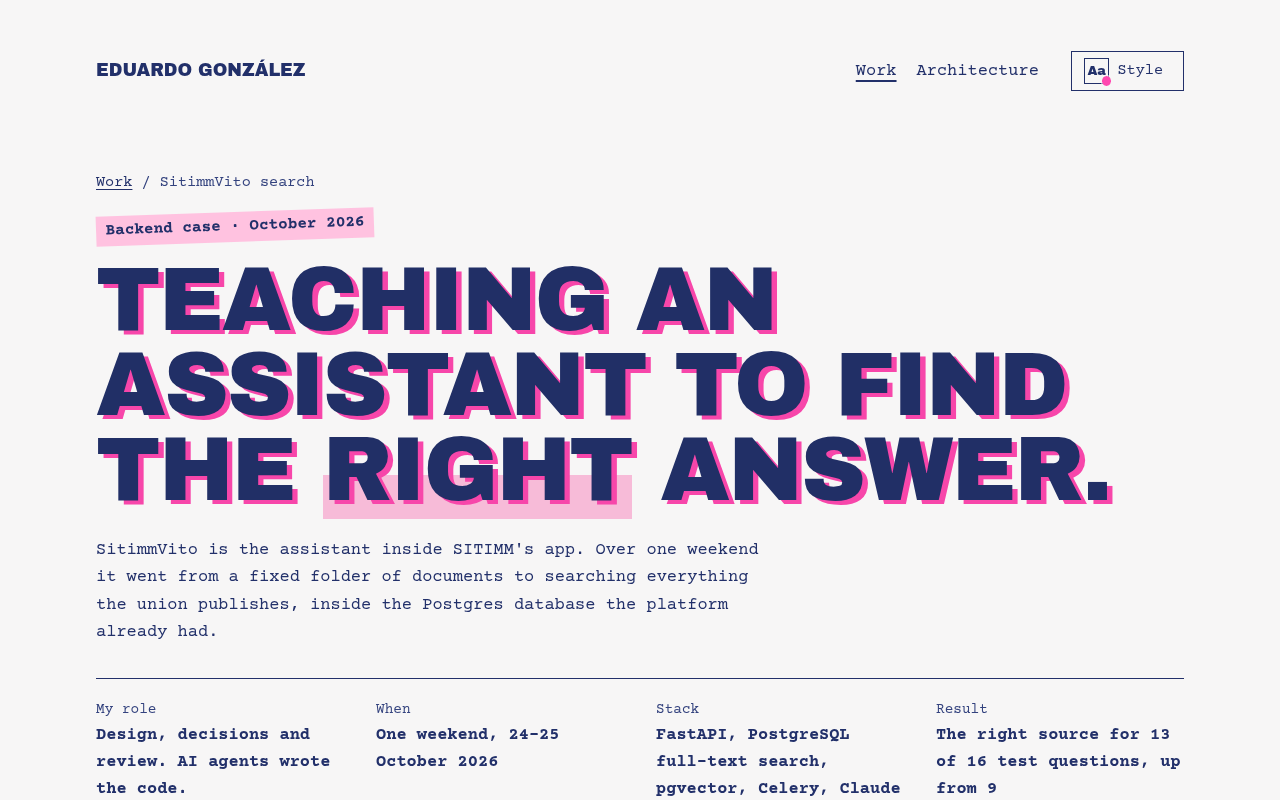 EDUARDO GONZÁLEZ
Work
Architecture
Aa Style
Work / SitimmVito search
Backend case · October 2026
TEACHING AN
ASSISTANT TO FIND
THE RIGHT ANSWER.
SitimmVito is the assistant inside SITIMM's app. Over one weekend
it went from a fixed folder of documents to searching everything
the union publishes, inside the Postgres database the platform
already had.
My role
Design, decisions and
review. AI agents wrote
the code.
When
One weekend, 24–25
October 2026
Stack
FastAPI, PostgreSQL
full-text search,
pgvector, Celery, Claude
Result
The right source for 13
of 16 test questions, up
from 9